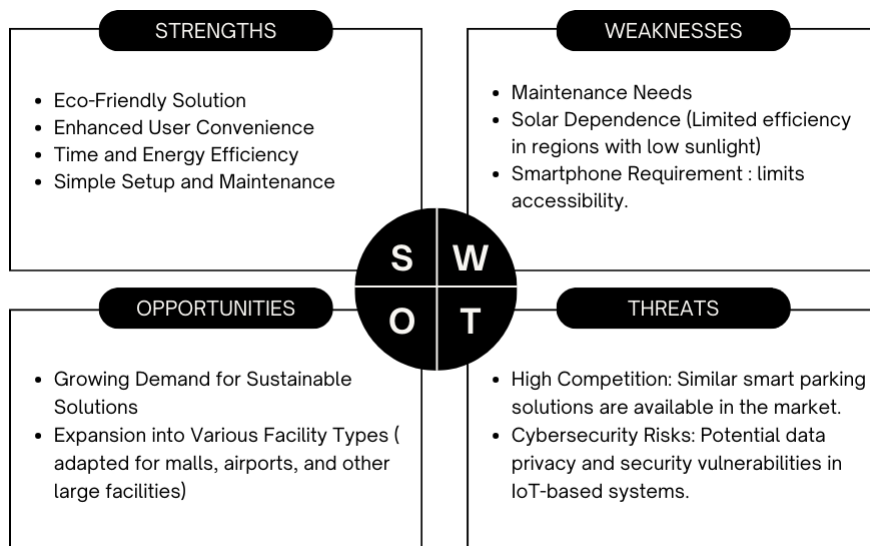 STRENGTHS
• Eco-Friendly Solution
• Enhanced User Convenience
• Time and Energy Efficiency
• Simple Setup and Maintenance
WEAKNESSES
• Maintenance Needs
• Solar Dependence (Limited efficiency
in regions with low sunlight)
• Smartphone Requirement : limits
accessibility.
S W
O T
OPPORTUNITIES
• Growing Demand for Sustainable
Solutions
• Expansion into Various Facility Types (
adapted for malls, airports, and other
large facilities)
THREATS
• High Competition: Similar smart parking
solutions are available in the market.
• Cybersecurity Risks: Potential data
privacy and security vulnerabilities in
IoT-based systems.